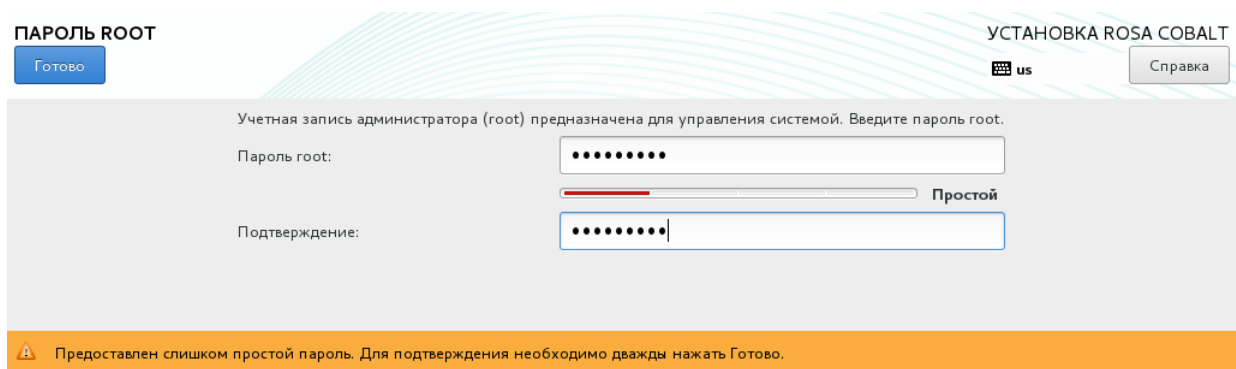 ПАРОЛЬ ROOT
УСТАНОВКА ROSA COBALT
Готово
us
Справка
Учетная запись администратора (root) предназначена для управления системой. Введите пароль root.
Пароль root:
•••••••••
Простой
Подтверждение:
•••••••••
Предоставлен слишком простой пароль. Для подтверждения необходимо дважды нажать Готово.